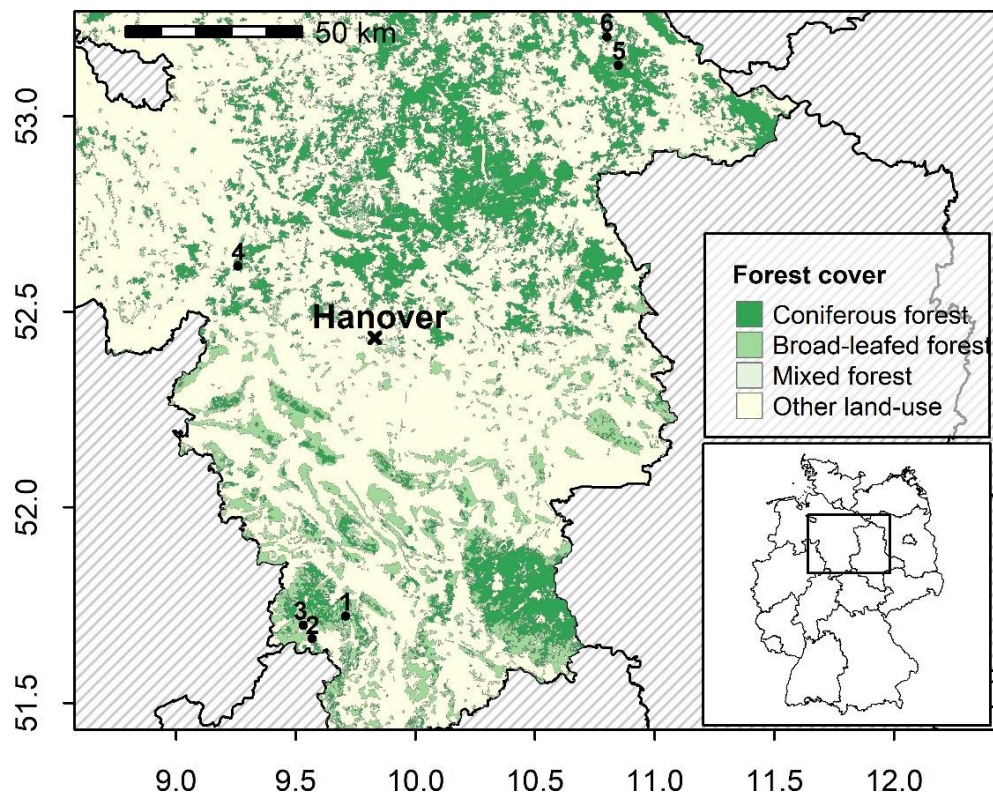 50 km
6
5
53.0
4
52.5
Hanover
Forest cover
Coniferous forest
Broad-leafed forest
Mixed forest
Other land-use
52.0
3
2
1
51.5
9.0 9.5 10.0 10.5 11.0 11.5 12.0